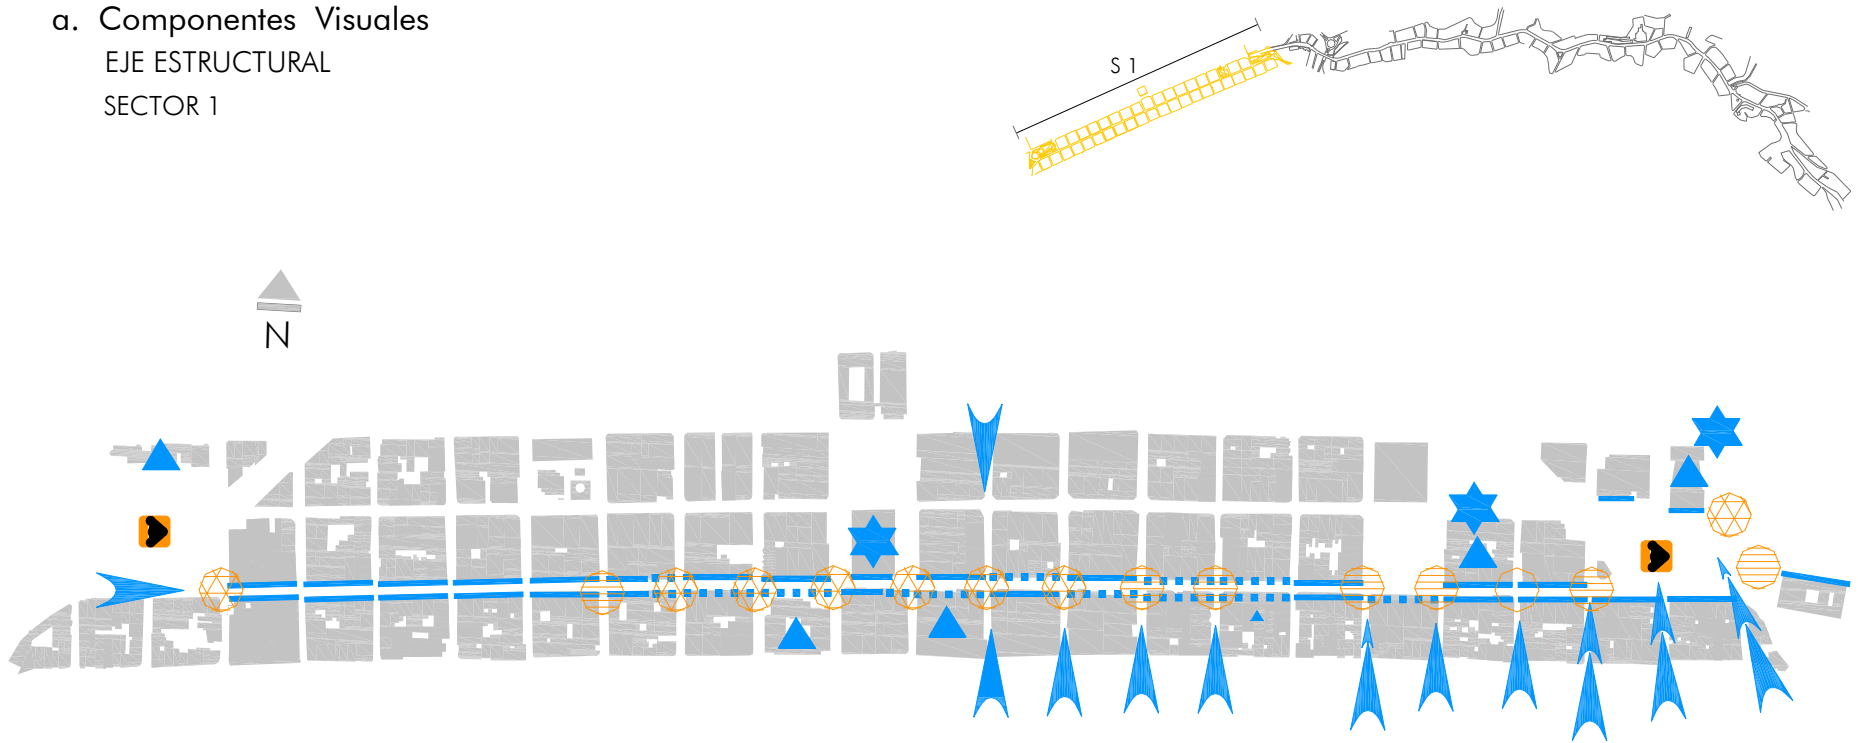 a. Componentes Visuales
EJE ESTRUCTURAL
SECTOR 1
S 1
N